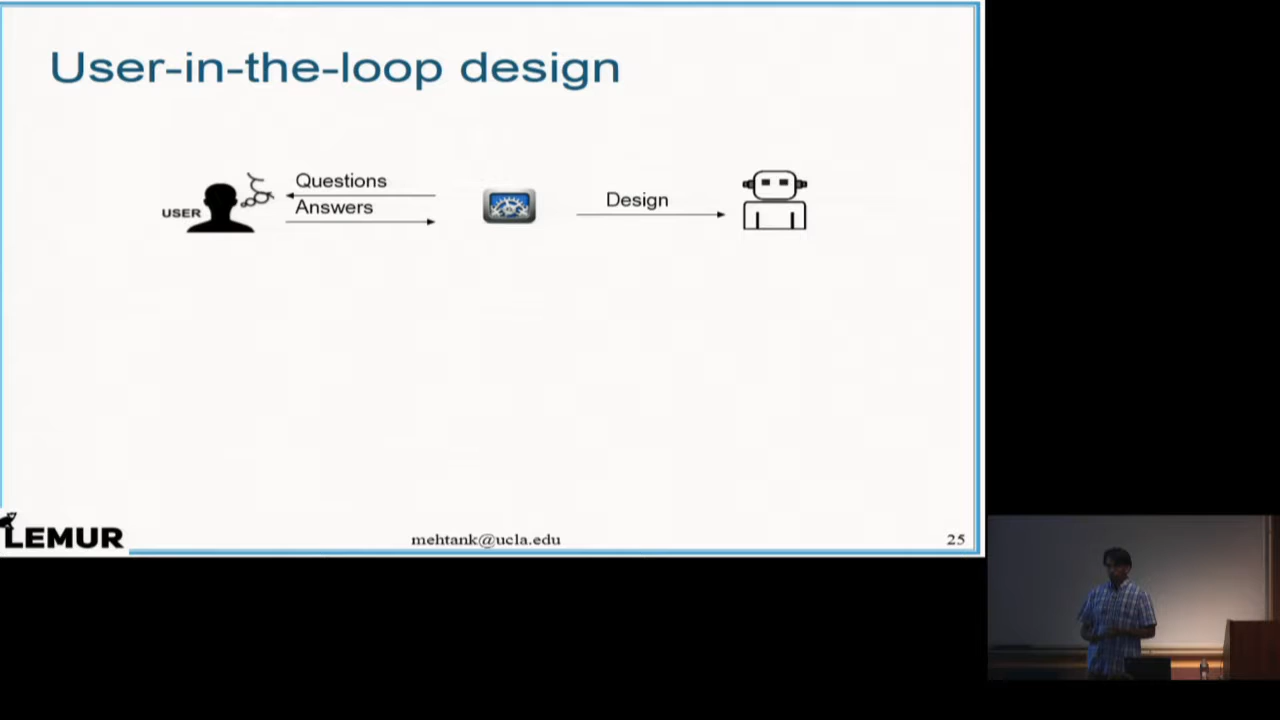 User-in-the-loop design
Questions
USER
Answers
Design
LEMUR
mehtank@ucla.edu
25